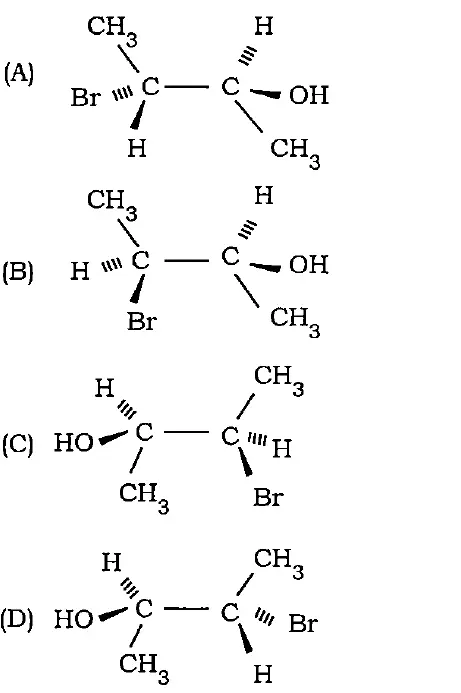 CH3 H
(A) Br C C OH
H CH3
CH3 H
(B) H C C OH
Br CH3
H CH3
(C) HO C C H
CH3 Br
H CH3
(D) HO C C Br
CH3 H